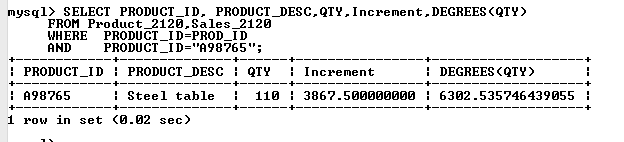 mysql> SELECT PRODUCT_ID, PRODUCT_DESC,QTY,Increment,DEGREES(QTY)
FROM Product_2120,Sales_2120
WHERE PRODUCT_ID=PROD_ID
AND PRODUCT_ID="A98765";
+------------+--------------+------+----------------+-------------------+
| PRODUCT_ID | PRODUCT_DESC | QTY | Increment | DEGREES(QTY) |
+------------+--------------+------+----------------+-------------------+
| A98765 | Steel table | 110 | 3867.500000000 | 6302.535746439055 |
+------------+--------------+------+----------------+-------------------+
1 row in set (0.02 sec)